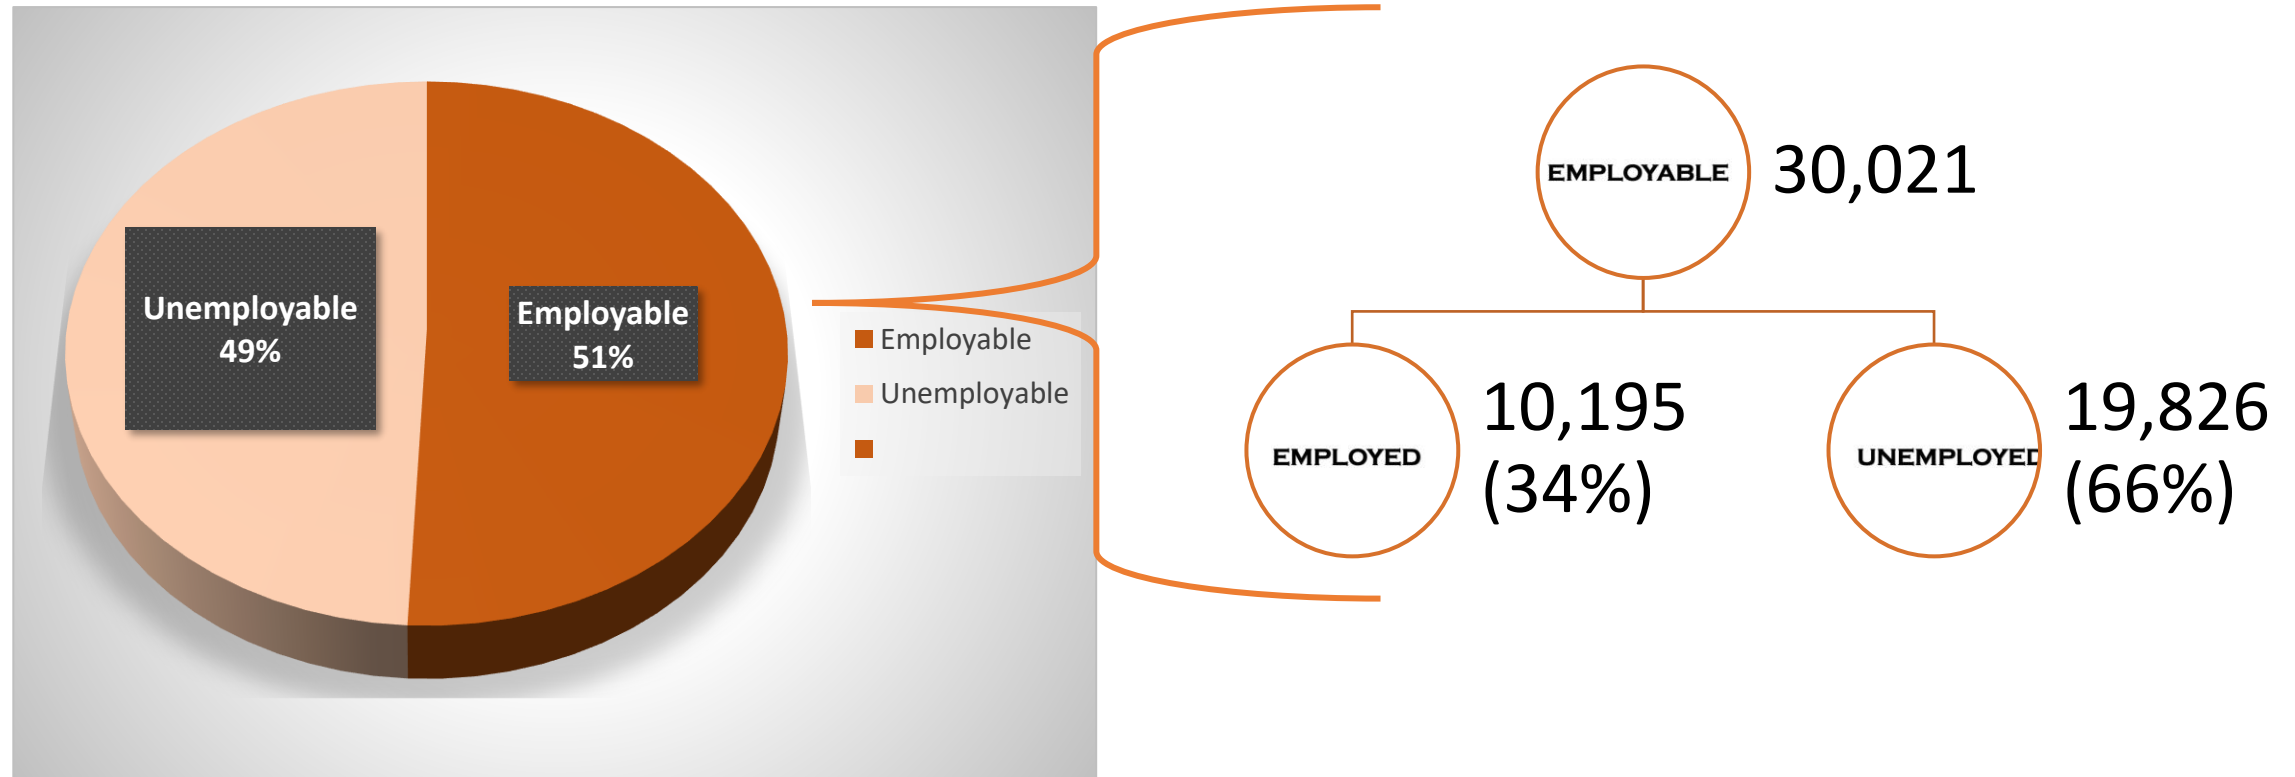 Unemployable
49%
Employable
51%
Employable
Unemployable
EMPLOYABLE
30,021
EMPLOYED
10,195
(34%)
UNEMPLOYED
19,826
(66%)